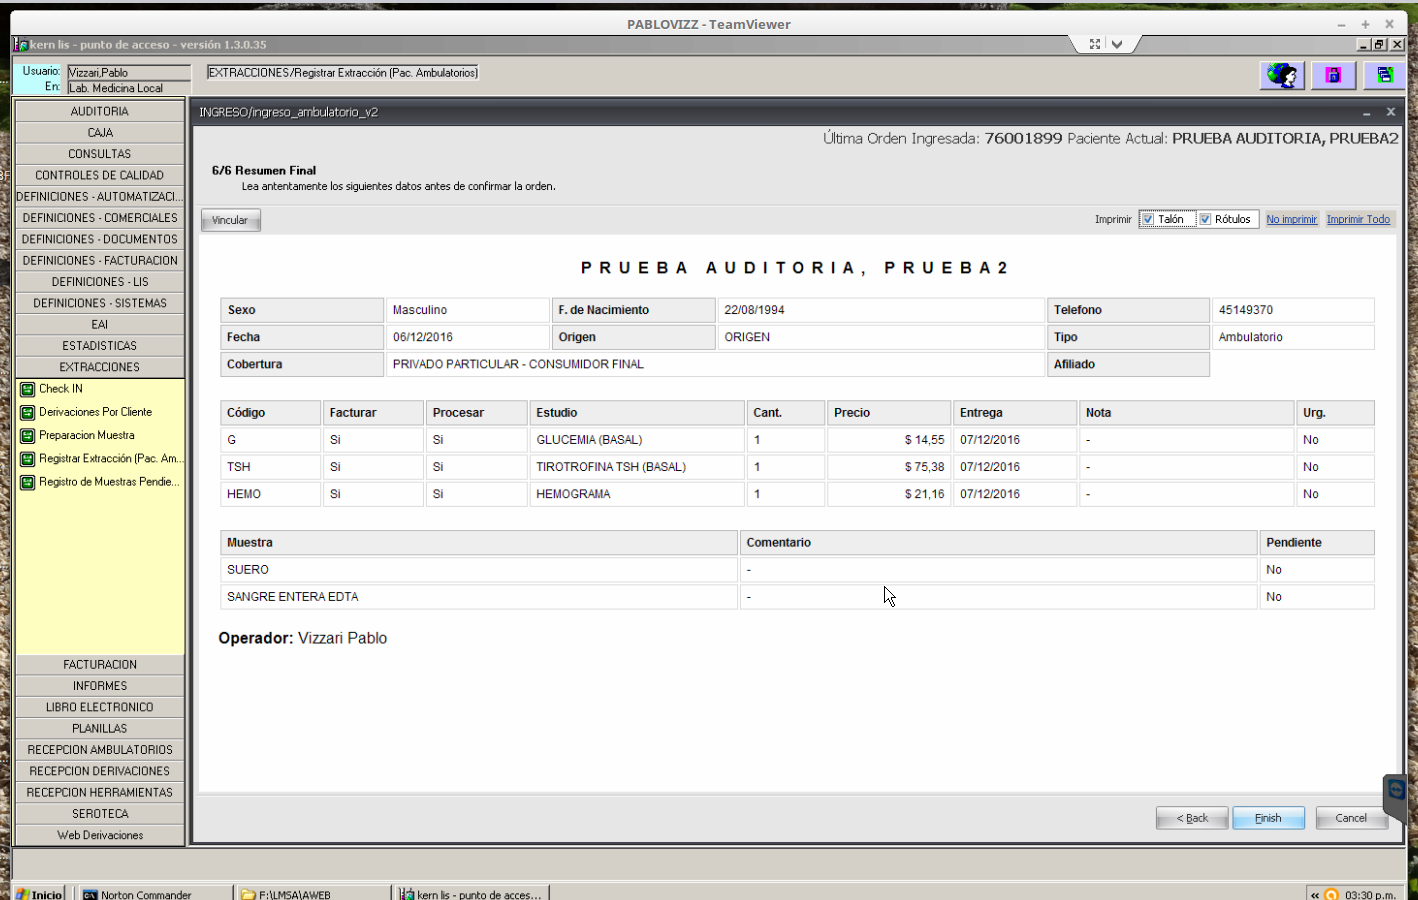 PABLOVIZZ - TeamViewer
kern lis - punto de acceso - versión 1.3.0.35
Usuario: Vizzari,Pablo
En: Lab. Medicina Local
EXTRACCIONES/Registrar Extracción (Pac. Ambulatorios)
AUDITORIA
CAJA
CONSULTAS
CONTROLES DE CALIDAD
DEFINICIONES - AUTOMATIZACI...
DEFINICIONES - COMERCIALES
DEFINICIONES - DOCUMENTOS
DEFINICIONES - FACTURACION
DEFINICIONES - LIS
DEFINICIONES - SISTEMAS
EAI
ESTADISTICAS
EXTRACCIONES
Check IN
Derivaciones Por Cliente
Preparacion Muestra
Registrar Extracción (Pac. Am...
Registro de Muestras Pendie...
FACTURACION
INFORMES
LIBRO ELECTRONICO
PLANILLAS
RECEPCION AMBULATORIOS
RECEPCION DERIVACIONES
RECEPCION HERRAMIENTAS
SEROTECA
Web Derivaciones
INGRESO/ingreso_ambulatorio_v2
Última Orden Ingresada: 76001899 Paciente Actual: PRUEBA AUDITORIA, PRUEBA2
6/6 Resumen Final
Lea antentamente los siguientes datos antes de confirmar la orden.
Vincular
Imprimir Talón Rótulos No imprimir Imprimir Todo
PRUEBA AUDITORIA, PRUEBA2
Sexo Masculino F. de Nacimiento 22/08/1994 Telefono 45149370
Fecha 06/12/2016 Origen ORIGEN Tipo Ambulatorio
Cobertura PRIVADO PARTICULAR - CONSUMIDOR FINAL Afiliado
Código Facturar Procesar Estudio Cant. Precio Entrega Nota Urg.
G Si Si GLUCEMIA (BASAL) 1 $ 14,55 07/12/2016 - No
TSH Si Si TIROTROFINA TSH (BASAL) 1 $ 75,38 07/12/2016 - No
HEMO Si Si HEMOGRAMA 1 $ 21,16 07/12/2016 - No
Muestra Comentario Pendiente
SUERO - No
SANGRE ENTERA EDTA - No
Operador: Vizzari Pablo
< Back Finish Cancel
Inicio Norton Commander F:\LMSA\AWEB kern lis - punto de acces... « 03:30 p.m.